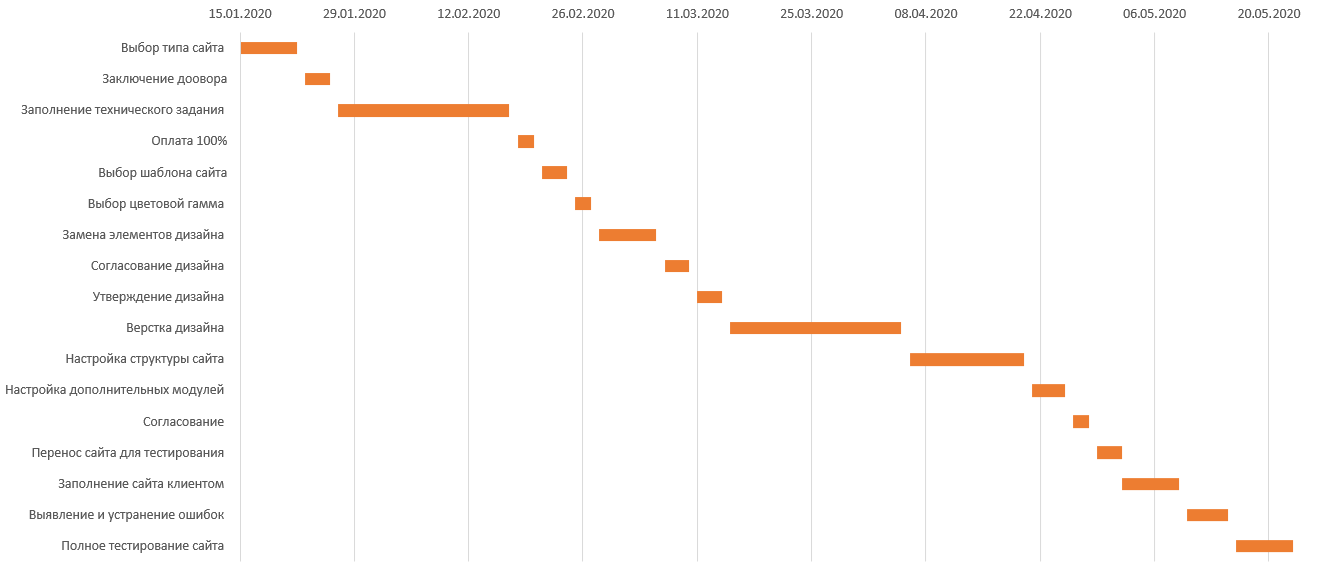 15.01.2020 29.01.2020 12.02.2020 26.02.2020 11.03.2020 25.03.2020 08.04.2020 22.04.2020 06.05.2020 20.05.2020
Выбор типа сайта
Заключение доовора
Заполнение технического задания
Оплата 100%
Выбор шаблона сайта
Выбор цветовой гамма
Замена элементов дизайна
Согласование дизайна
Утверждение дизайна
Верстка дизайна
Настройка структуры сайта
Настройка дополнительных модулей
Согласование
Перенос сайта для тестирования
Заполнение сайта клиентом
Выявление и устранение ошибок
Полное тестирование сайта